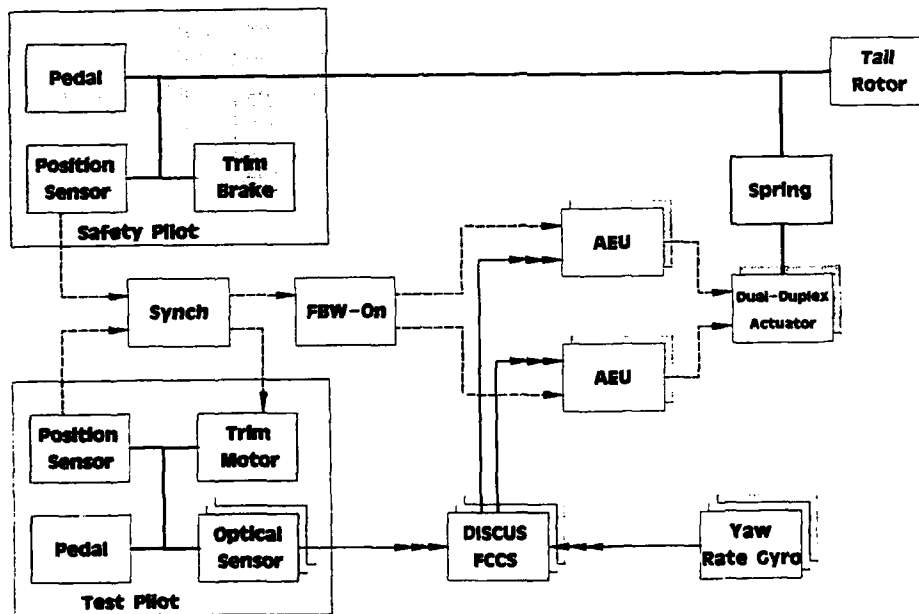 Pedal
Tail
Rotor
Position
Sensor
Trim
Brake
Spring
Safety Pilot
AEU
Synch
FBW-On
Dual-Duplex
Actuator
AEU
Position
Sensor
Trim
Motor
Pedal
Optical
Sensor
DISCUS
FCCS
Yaw
Rate Gyro
Test Pilot